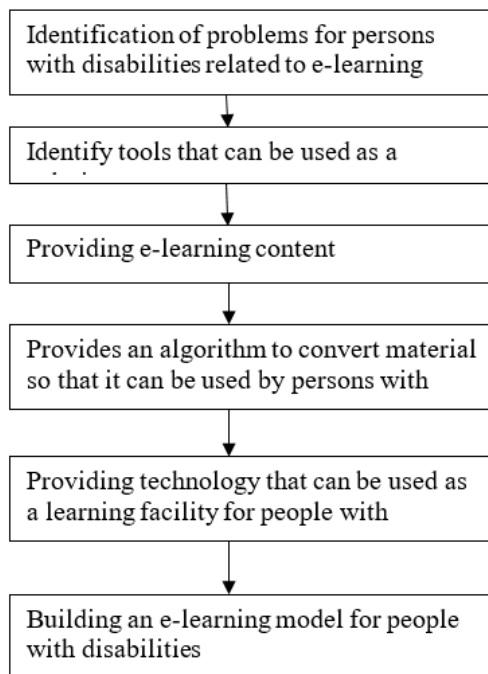 Identification of problems for persons
with disabilities related to e-learning
Identify tools that can be used as a
Providing e-learning content
Provides an algorithm to convert material
so that it can be used by persons with
Providing technology that can be used as
a learning facility for people with
Building an e-learning model for people
with disabilities